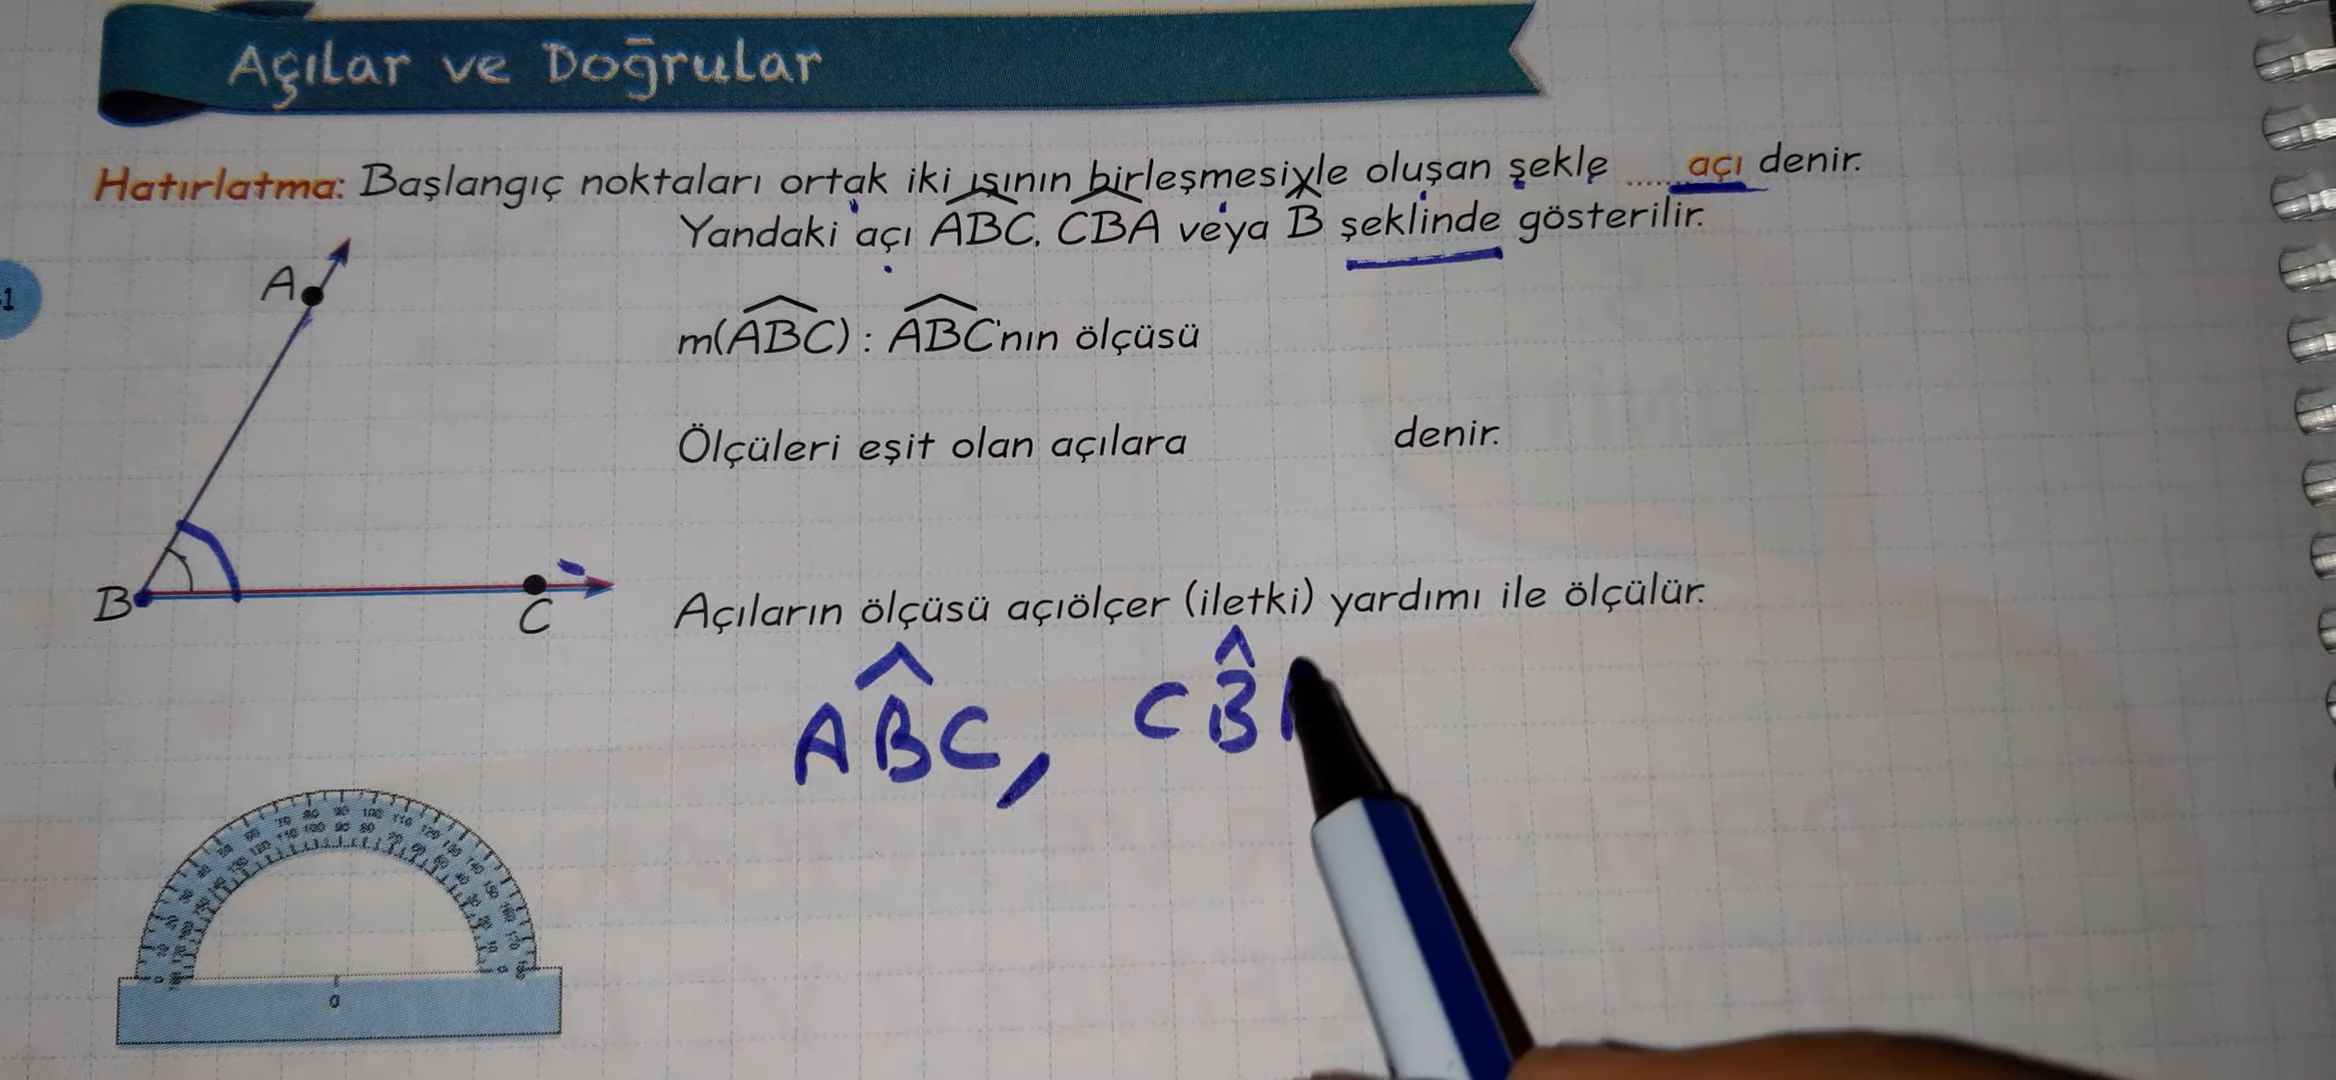 Açılar ve Doğrular
Hatırlatma: Başlangıç noktaları ortak iki ışının birleşmesiyle oluşan şekle ...... açı denir.
Yandaki açı ABC, CBA veya B şeklinde gösterilir.
1
A
m(ABC) : ABC'nın ölçüsü
Ölçüleri eşit olan açılara denir.
B
C
Açıların ölçüsü açıölçer (iletki) yardımı ile ölçülür.
ABC, CB
0